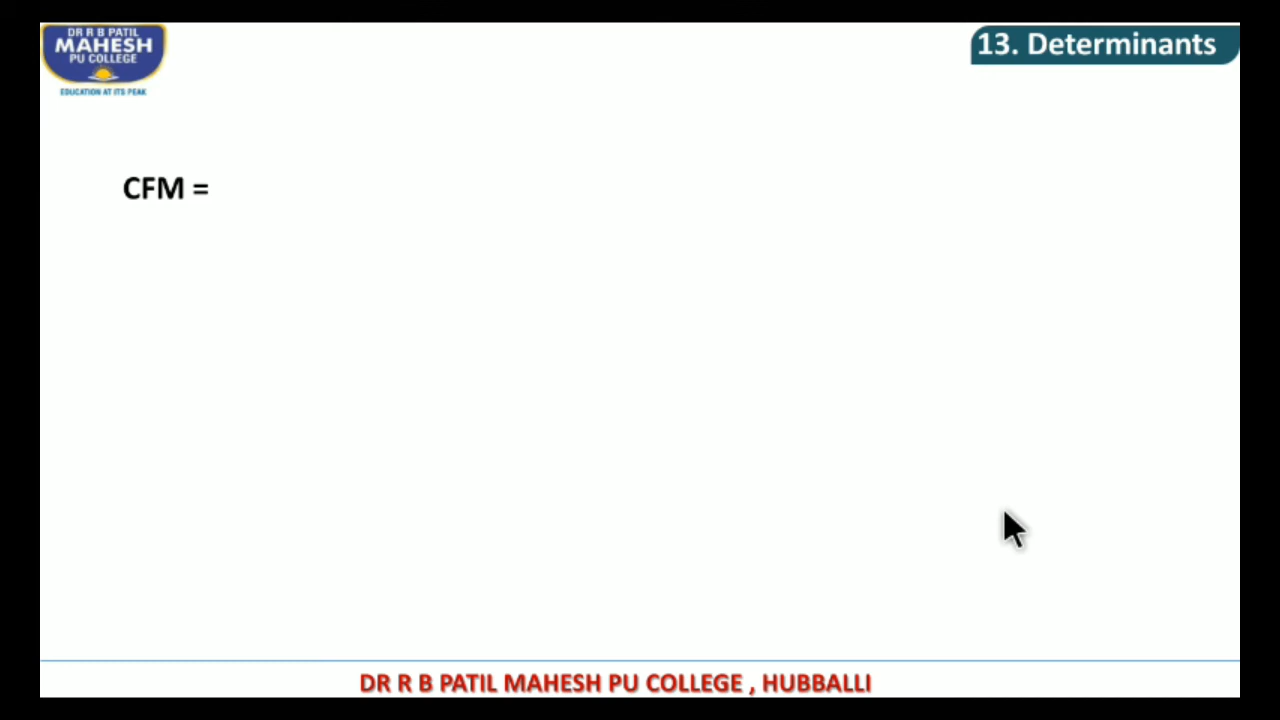 DR R B PATIL
MAHESH
PU COLLEGE
EDUCATION AT ITS PEAK
13. Determinants
CFM =
DR R B PATIL MAHESH PU COLLEGE , HUBBALLI